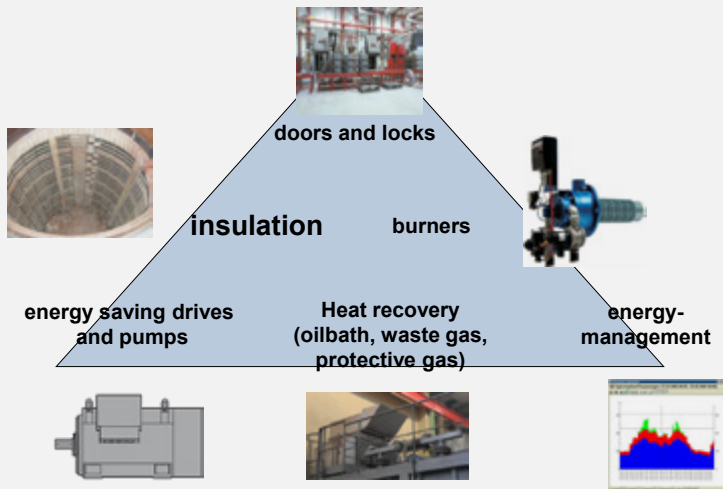 doors and locks
insulation
burners
energy saving drives
and pumps
Heat recovery
(oilbath, waste gas,
protective gas)
energy-
management